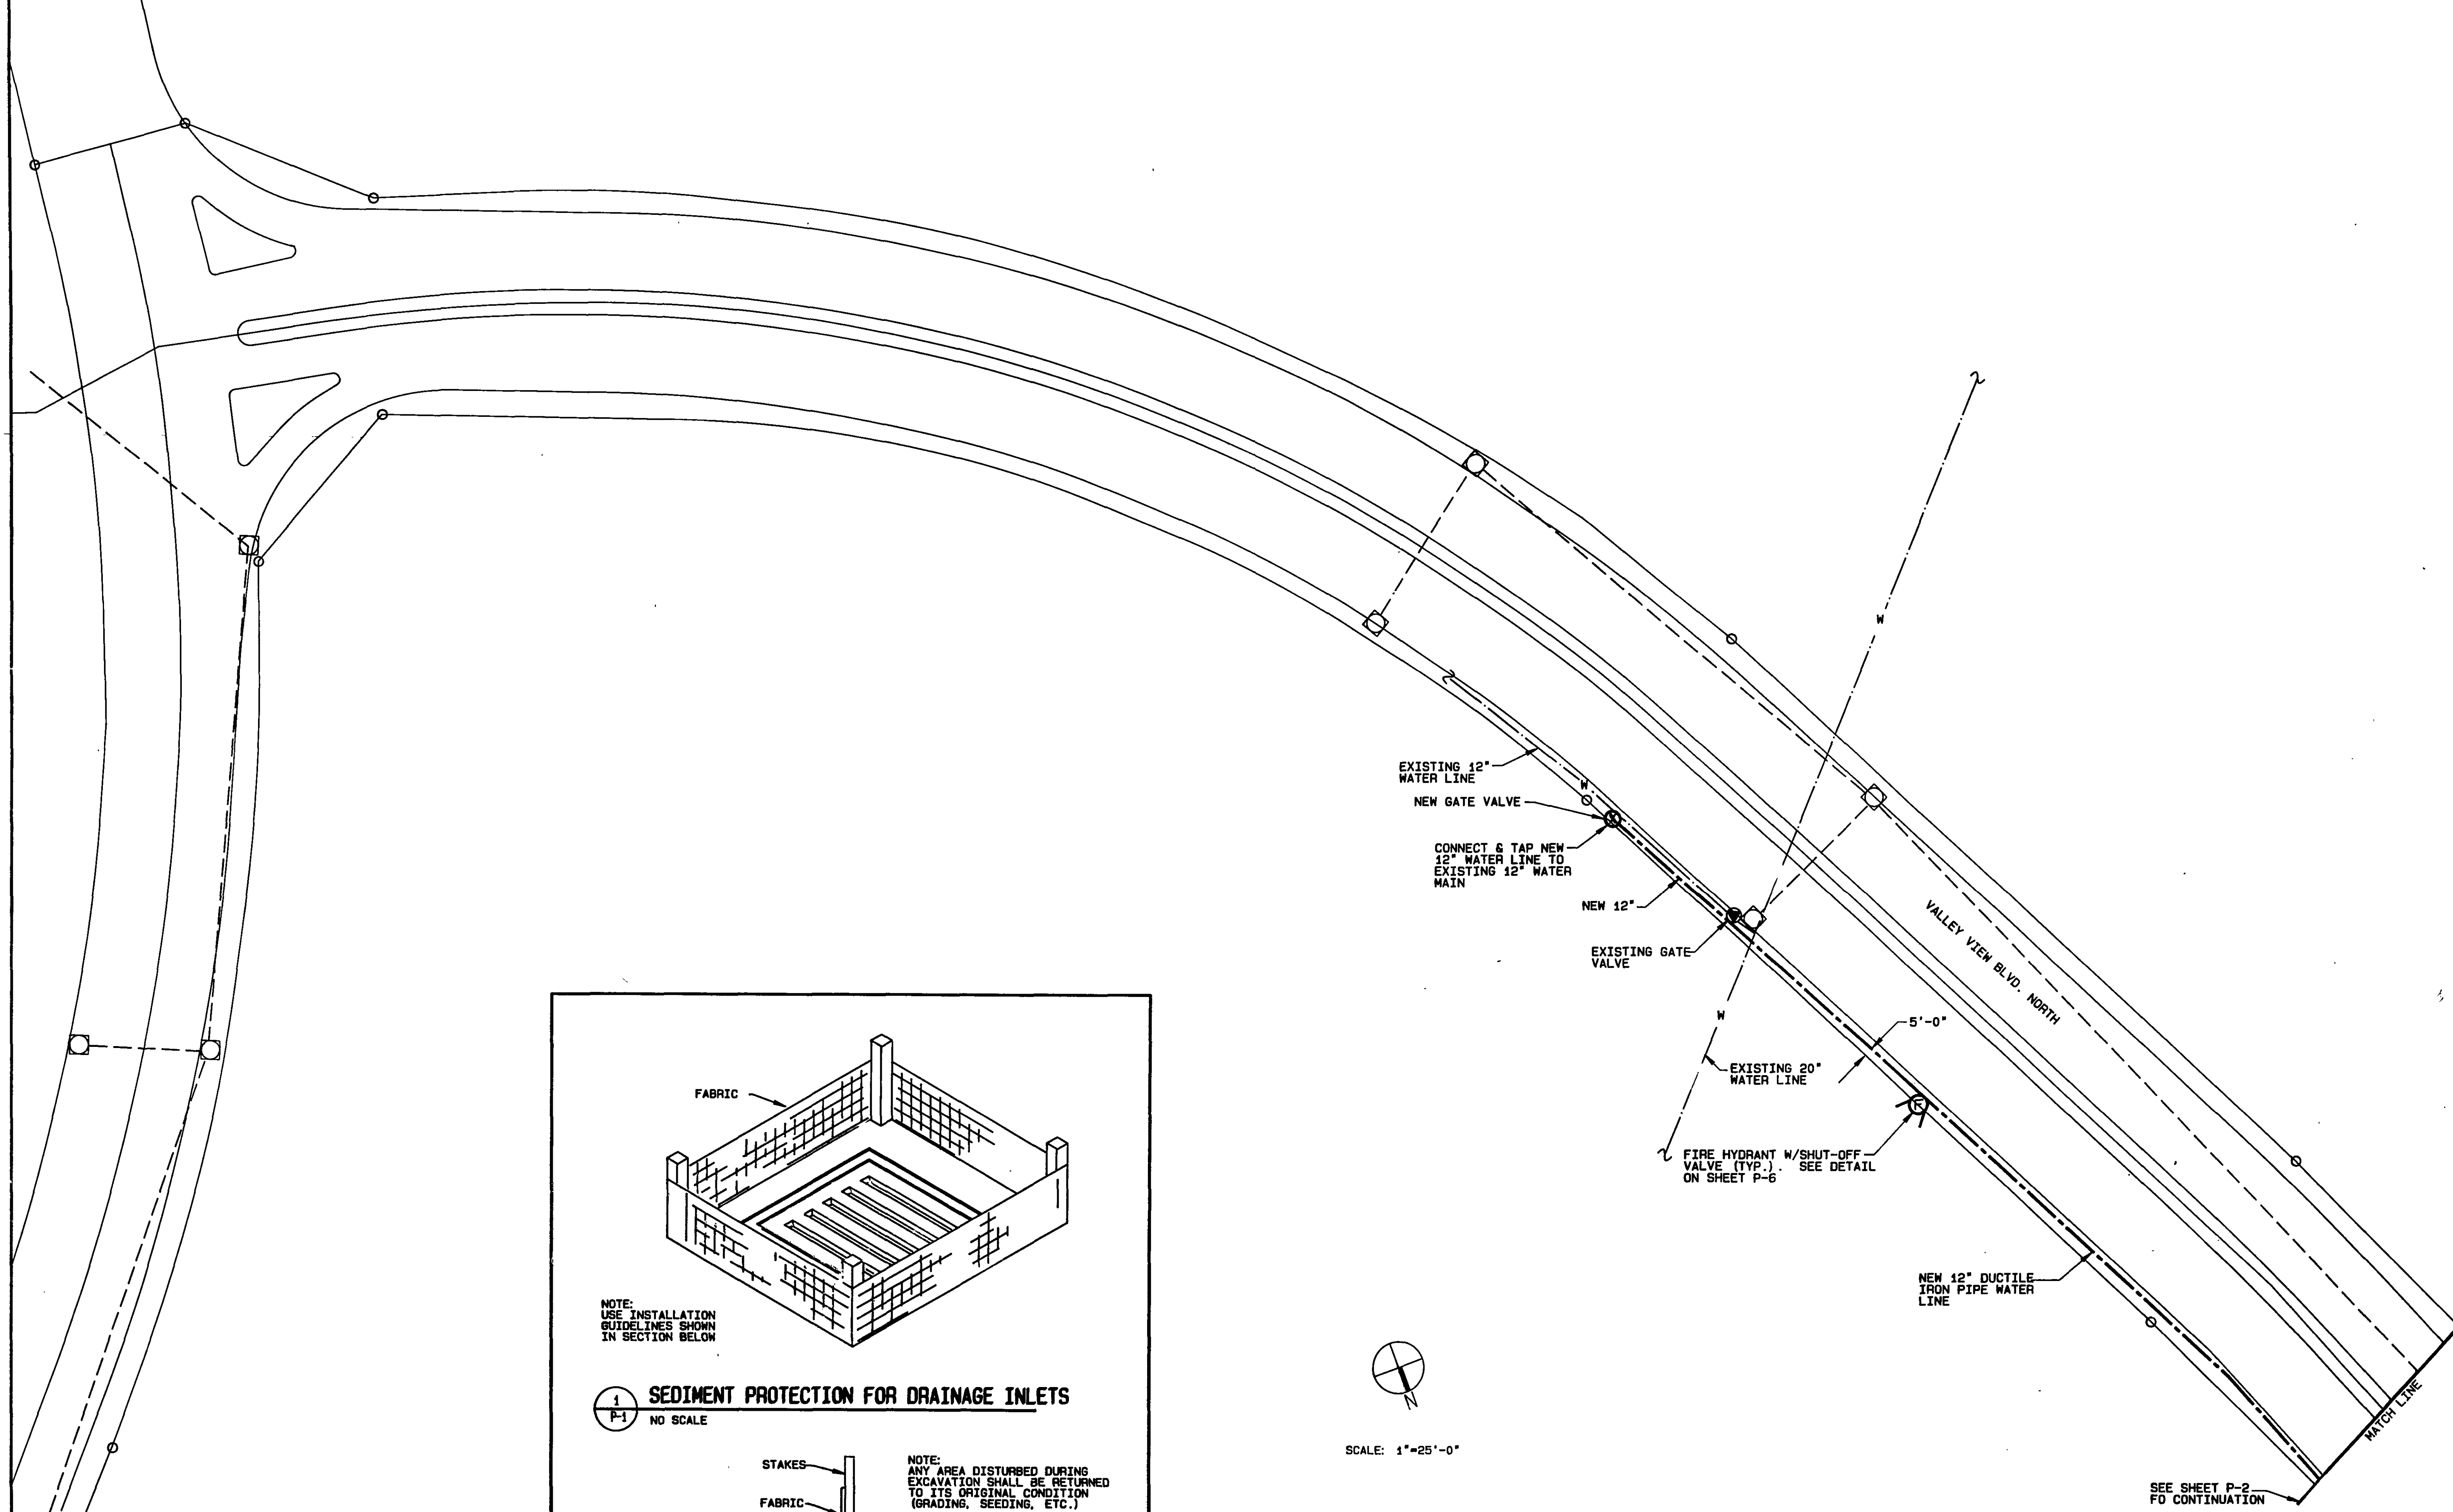 W
EXISTING 12"
WATER LINE
W
NEW GATE VALVE
CONNECT & TAP NEW
12" WATER LINE TO
EXISTING 12" WATER
MAIN
NEW 12"
EXISTING GATE
VALVE
VALLEY VIEW BLVD. NORTH
W
5'-0"
EXISTING 20"
WATER LINE
F
FIRE HYDRANT W/SHUT-OFF
VALVE (TYP.). SEE DETAIL
ON SHEET P-6
NEW 12" DUCTILE
IRON PIPE WATER
LINE
MATCH LINE
SEE SHEET P-2
FO CONTINUATION
FABRIC
NOTE:
USE INSTALLATION
GUIDELINES SHOWN
IN SECTION BELOW
1
P-1
SEDIMENT PROTECTION FOR DRAINAGE INLETS
NO SCALE
STAKES
FABRIC
NOTE:
ANY AREA DISTURBED DURING
EXCAVATION SHALL BE RETURNED
TO ITS ORIGINAL CONDITION
(GRADING, SEEDING, ETC.)
N
SCALE: 1"=25'-0"